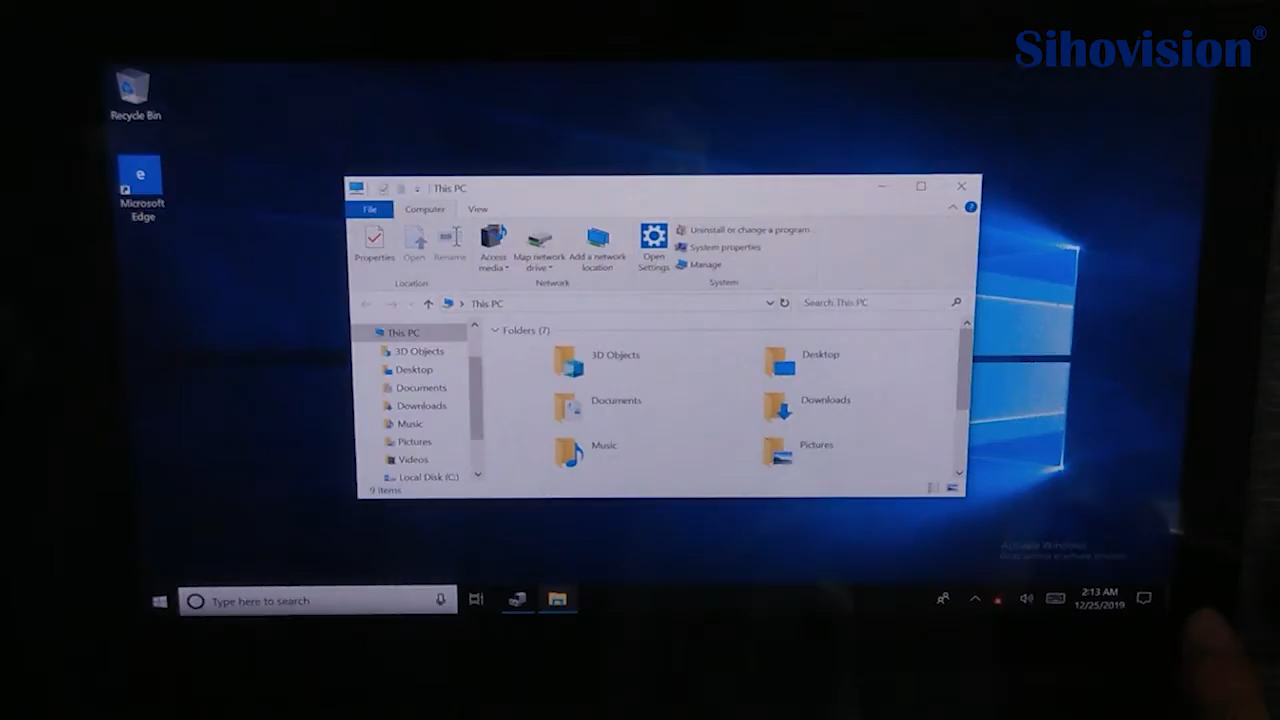 Sihovision®
Recycle Bin
Microsoft
Edge
This PC
File
Computer
View
Properties
Open
Rename
Access
media
Map network
drive
Add a network
location
Open
Settings
Uninstall or change a program
System properties
Manage
Location
Network
System
This PC
Search This PC
This PC
3D Objects
Desktop
Documents
Downloads
Music
Pictures
Videos
Local Disk (C:)
9 items
Folders (7)
3D Objects
Desktop
Documents
Downloads
Music
Pictures
Activate Windows
Type here to search
2:13 AM
12/25/2019